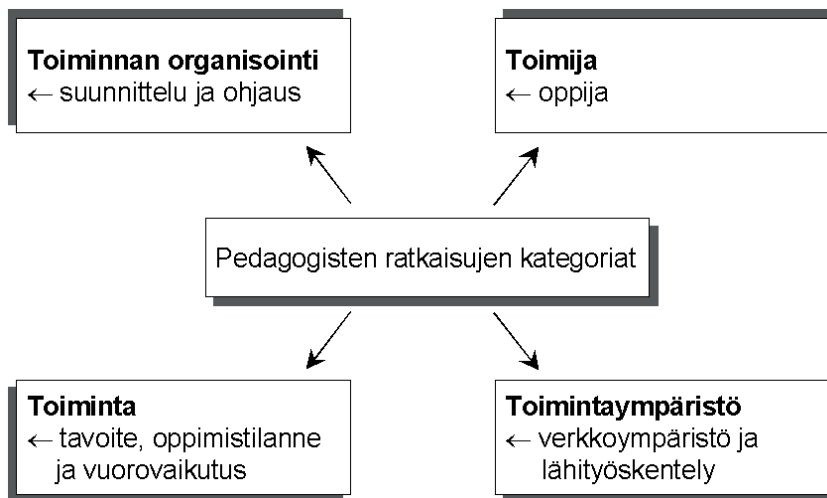 Toiminnan organisointi
← suunnittelu ja ohjaus
Toimija
← oppija
Pedagogisten ratkaisujen kategoriat
Toiminta
← tavoite, oppimistilanne
ja vuorovaikutus
Toimintaympäristö
← verkkoympäristö ja
lähityöskentely